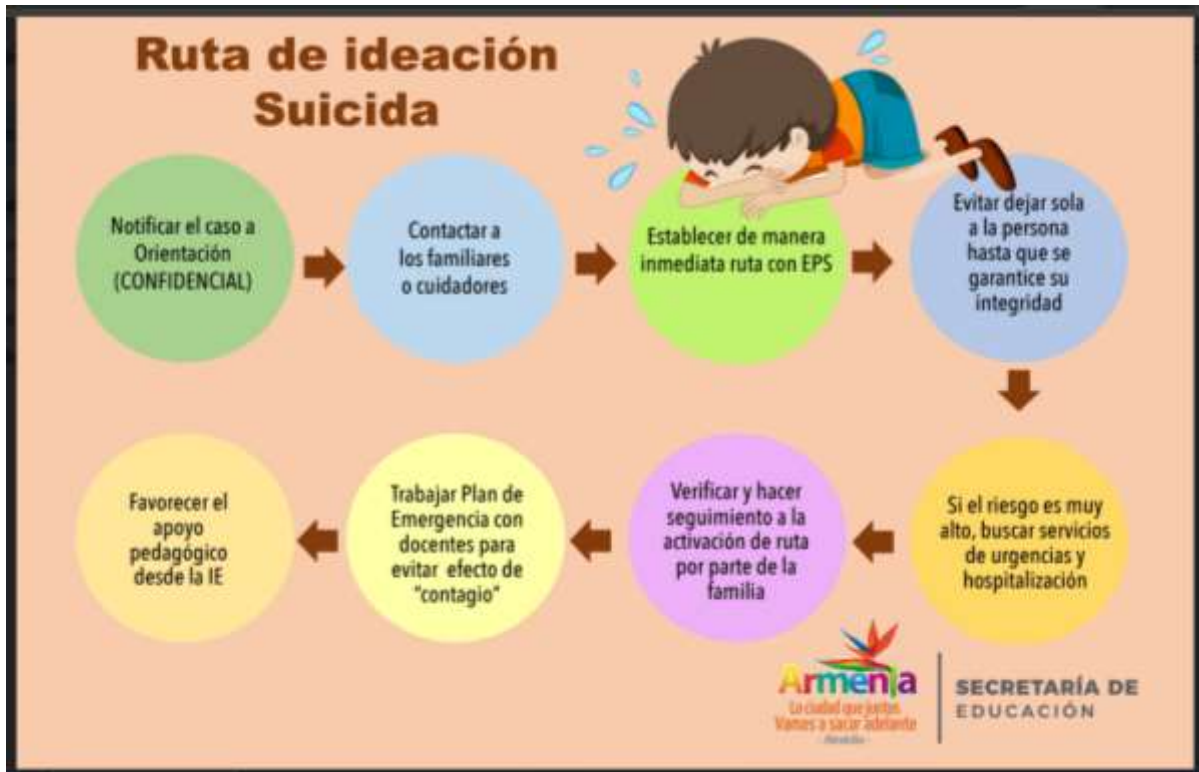 Ruta de ideación
Suicida
Notificar el caso a
Orientación
(CONFIDENCIAL)
Contactar a
los familiares
o cuidadores
Establecer de manera
inmediata ruta con EPS
Evitar dejar sola
a la persona
hasta que se
garantice su
integridad
Si el riesgo es muy
alto, buscar servicios
de urgencias y
hospitalización
Verificar y hacer
seguimiento a la
activación de ruta
por parte de la
familia
Trabajar Plan de
Emergencia con
docentes para
evitar efecto de
"contagio"
Favorecer el
apoyo
pedagógico
desde la IE
Armenia
La ciudad que juntos
Vamos a sacar adelante
SECRETARÍA DE
EDUCACIÓN